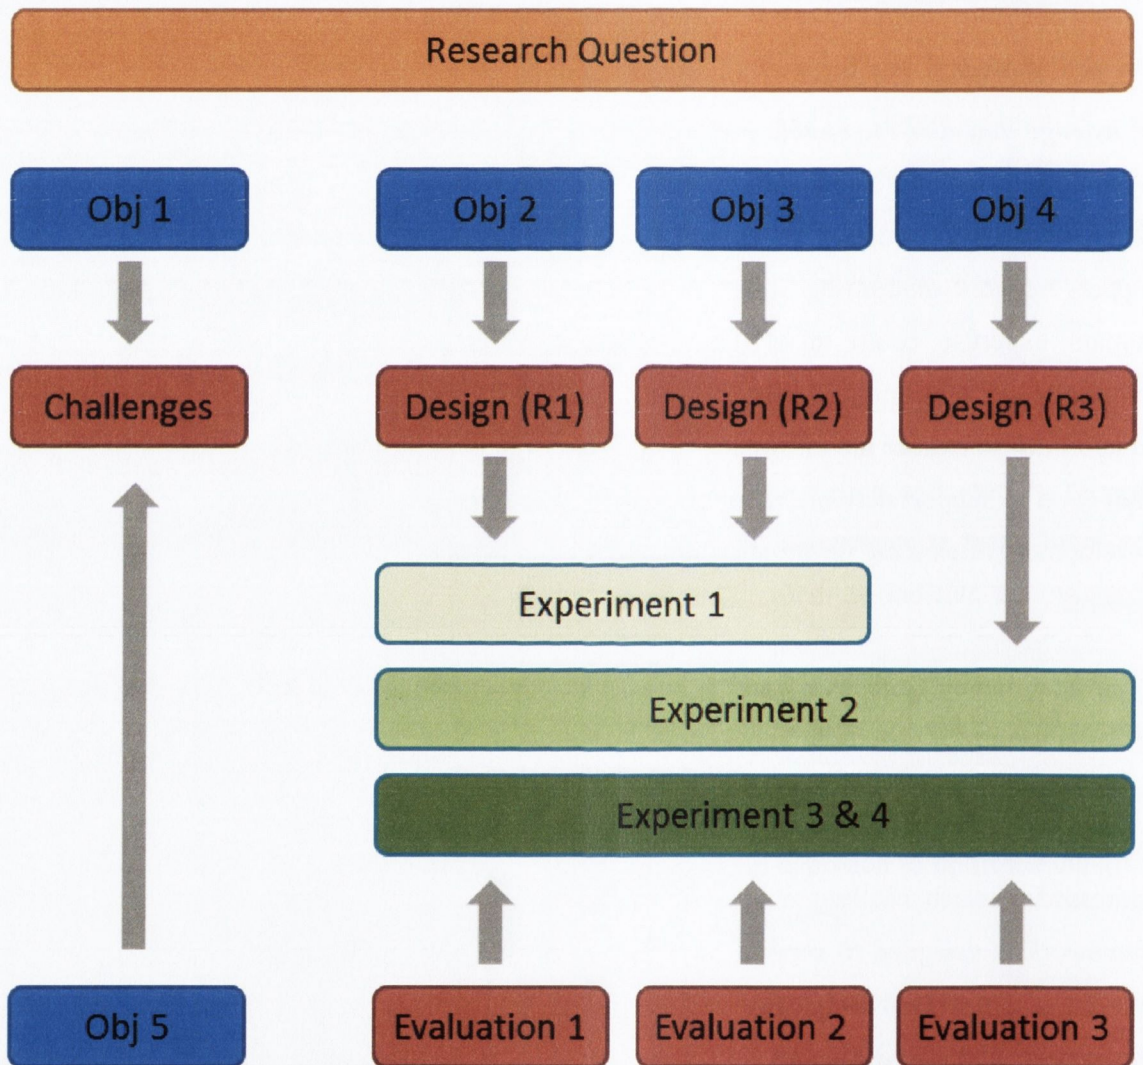 Research Question
Obj 1
Obj 2
Obj 3
Obj 4
Challenges
Design (R1)
Design (R2)
Design (R3)
Experiment 1
Experiment 2
Experiment 3 & 4
Obj 5
Evaluation 1
Evaluation 2
Evaluation 3